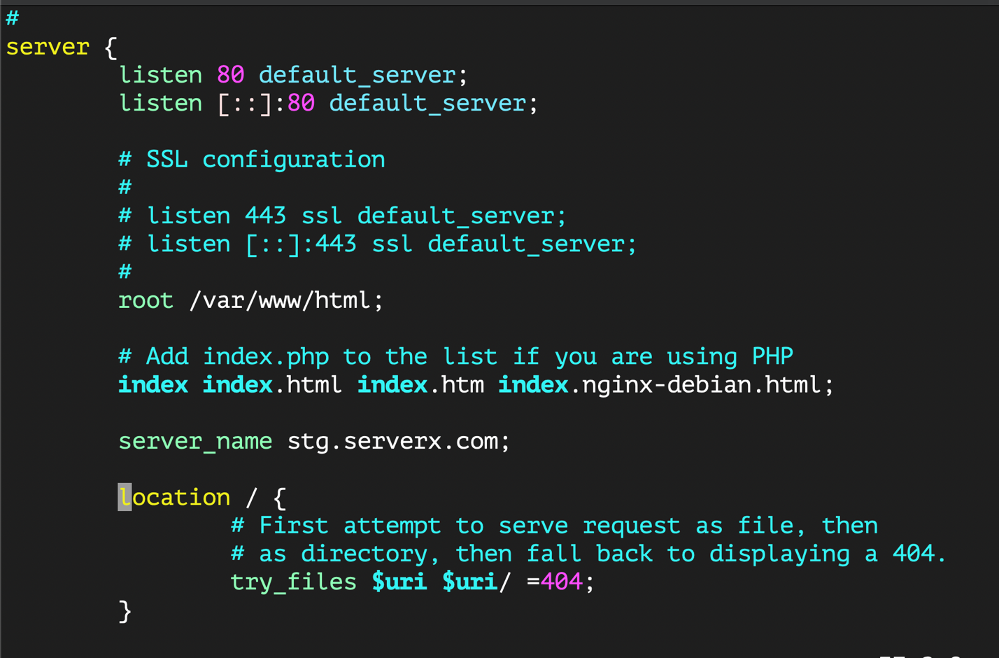 #
server {
listen 80 default_server;
listen [::]:80 default_server;
# SSL configuration
#
# listen 443 ssl default_server;
# listen [::]:443 ssl default_server;
#
root /var/www/html;
# Add index.php to the list if you are using PHP
index index.html index.htm index.nginx-debian.html;
server_name stg.serverx.com;
location / {
# First attempt to serve request as file, then
# as directory, then fall back to displaying a 404.
try_files $uri $uri/ =404;
}